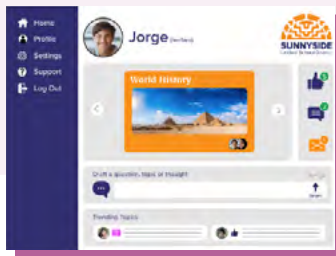 Home
Profile
Settings
Support
Log Out
Jorge
SUNNYSIDE
World History
Draft a question, topic or thought
Trending Topics